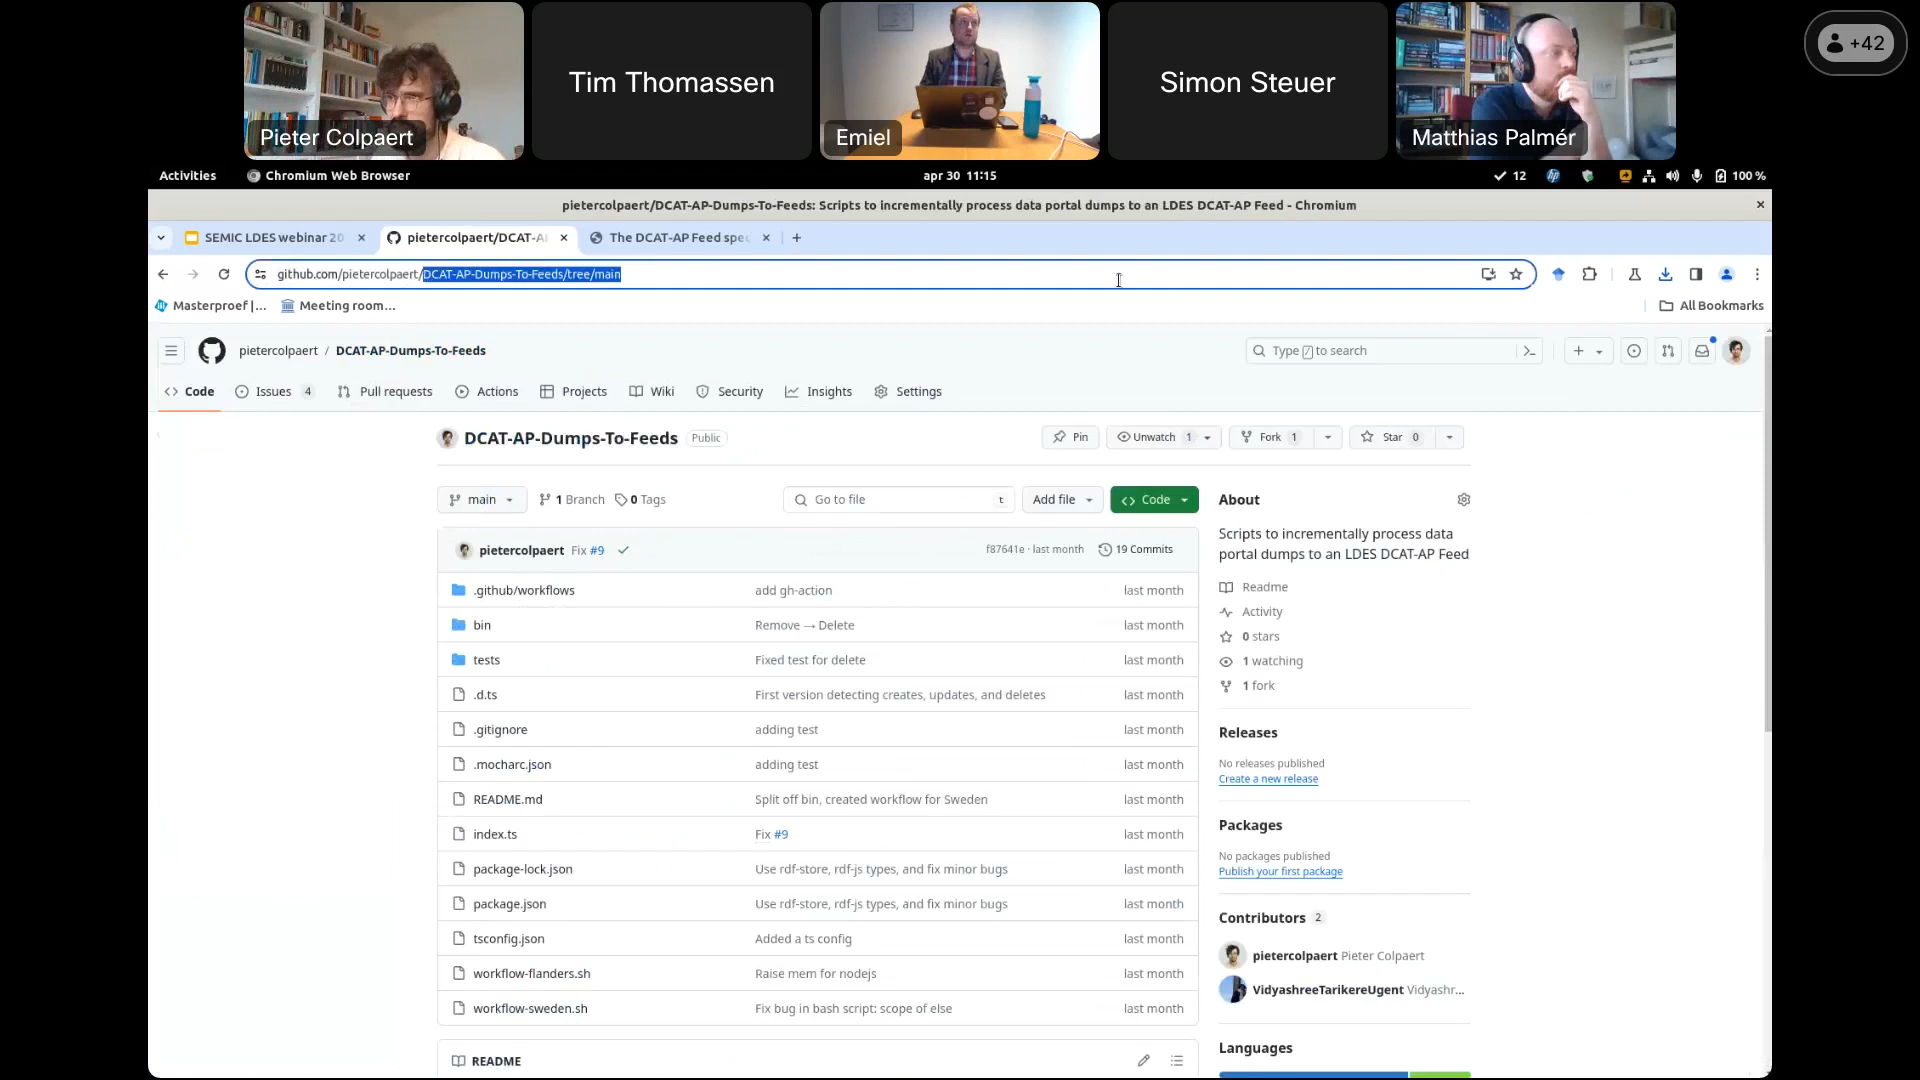 Pieter Colpaert
Tim Thomassen
Emiel
Simon Steuer
Matthias Palmér
+42
Activities
Chromium Web Browser
apr 30 11:15
12
100 %
pietercolpaert/DCAT-AP-Dumps-To-Feeds: Scripts to incrementally process data portal dumps to an LDES DCAT-AP Feed - Chromium
SEMIC LDES webinar 20
pietercolpaert/DCAT-A
The DCAT-AP Feed spec
github.com/pietercolpaert/DCAT-AP-Dumps-To-Feeds/tree/main
Masterproef |...
Meeting room...
All Bookmarks
pietercolpaert / DCAT-AP-Dumps-To-Feeds
Type / to search
Code
Issues 4
Pull requests
Actions
Projects
Wiki
Security
Insights
Settings
DCAT-AP-Dumps-To-Feeds
Public
Pin
Unwatch 1
Fork 1
Star 0
main
1 Branch
0 Tags
Go to file
t
Add file
Code
pietercolpaert Fix #9
f87641e · last month
19 Commits
.github/workflows add gh-action last month
bin Remove → Delete last month
tests Fixed test for delete last month
.d.ts First version detecting creates, updates, and deletes last month
.gitignore adding test last month
.mocharc.json adding test last month
README.md Split off bin, created workflow for Sweden last month
index.ts Fix #9 last month
package-lock.json Use rdf-store, rdf-js types, and fix minor bugs last month
package.json Use rdf-store, rdf-js types, and fix minor bugs last month
tsconfig.json Added a ts config last month
workflow-flanders.sh Raise mem for nodejs last month
workflow-sweden.sh Fix bug in bash script: scope of else last month
README
About
Scripts to incrementally process data
portal dumps to an LDES DCAT-AP Feed
Readme
Activity
0 stars
1 watching
1 fork
Releases
No releases published
Create a new release
Packages
No packages published
Publish your first package
Contributors 2
pietercolpaert Pieter Colpaert
VidyashreeTarikereUgent Vidyashr...
Languages